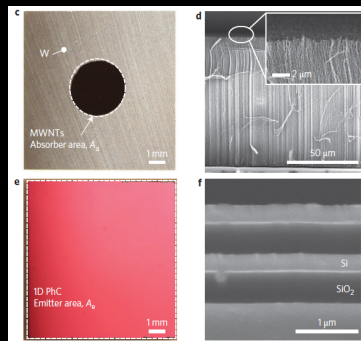 c
W
MWNTs
Absorber area, Aa
1 mm
d
2 μm
50 μm
e
1D PhC
Emitter area, Ae
1 mm
f
Si
SiO2
1 μm